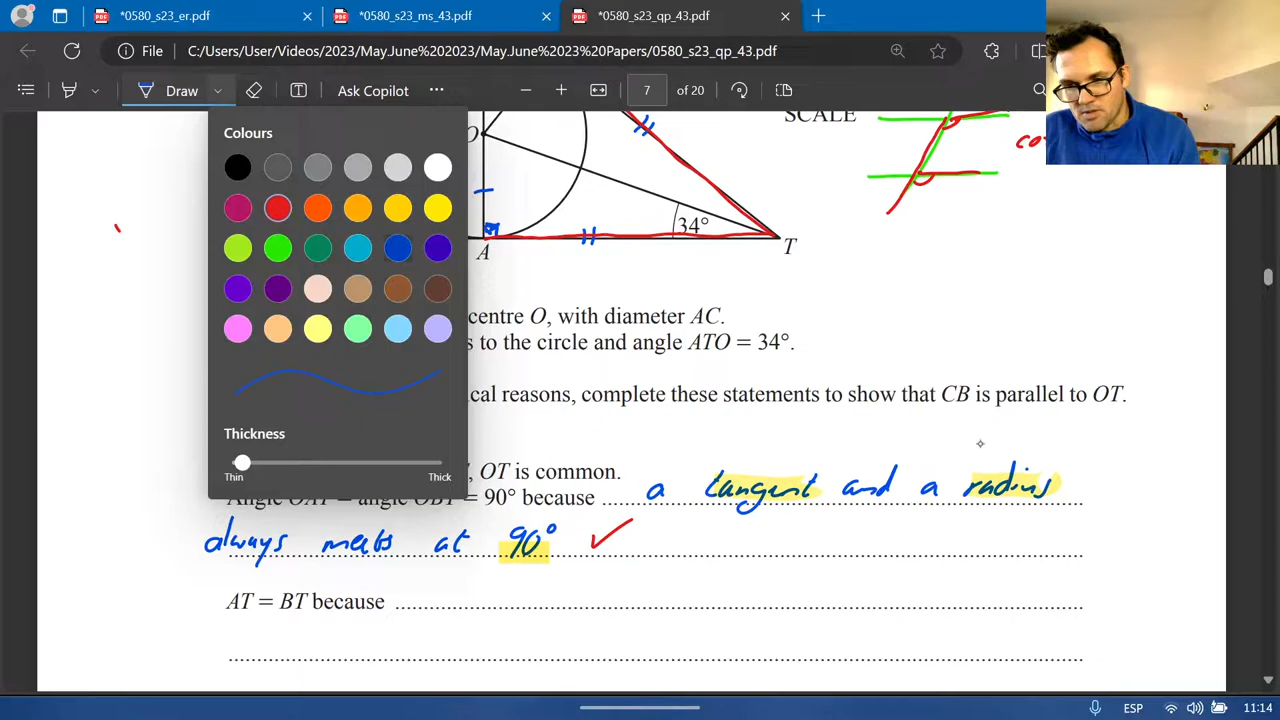 *0580_s23_er.pdf
*0580_s23_ms_43.pdf
*0580_s23_qp_43.pdf
File
C:/Users/User/Videos/2023/May.June%202023/May.June%2023%20Papers/0580_s23_qp_43.pdf
Draw
Ask Copilot
7 of 20
Colours
Thickness
Thin
Thick
SCALE
co
O
34°
A
T
centre O, with diameter AC.
s to the circle and angle ATO = 34°.
cal reasons, complete these statements to show that CB is parallel to OT.
, OT is common.
Angle OAT = angle OBT = 90° because a tangent and a radius
always meets at 90° ✓
AT = BT because
ESP
11:14